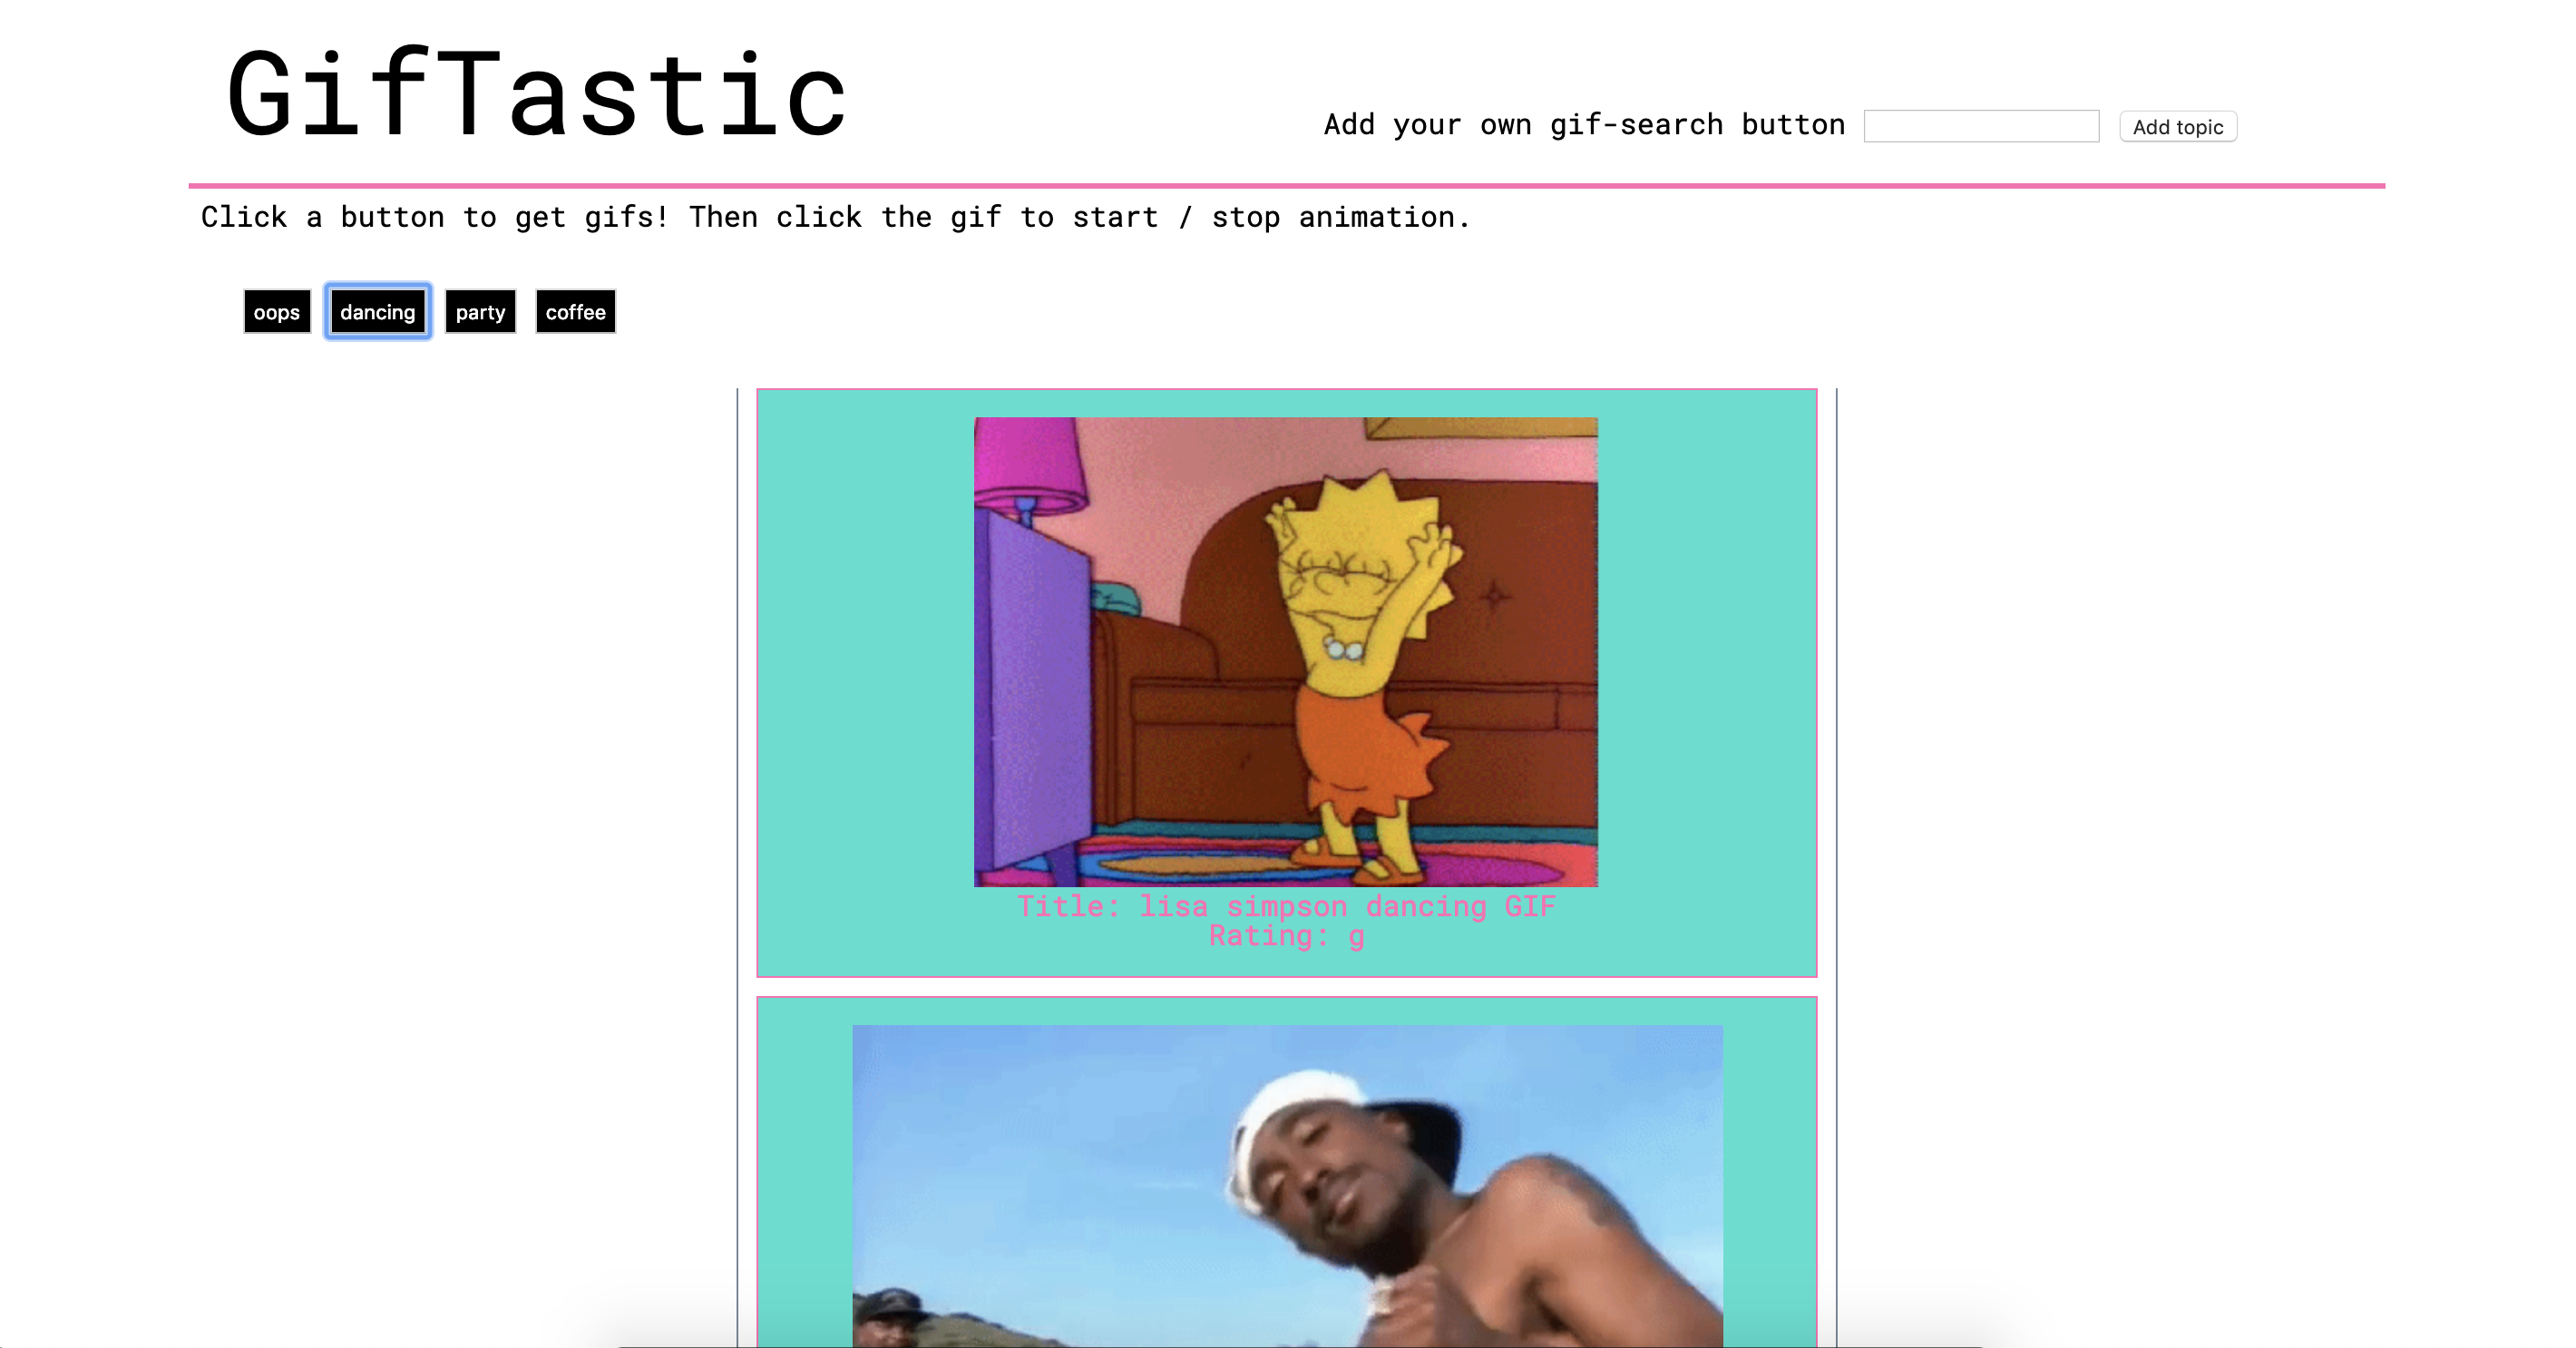 GifTastic
Add your own gif-search button
Add topic
Click a button to get gifs! Then click the gif to start / stop animation.
oops dancing party coffee
Title: lisa simpson dancing GIF
Rating: g